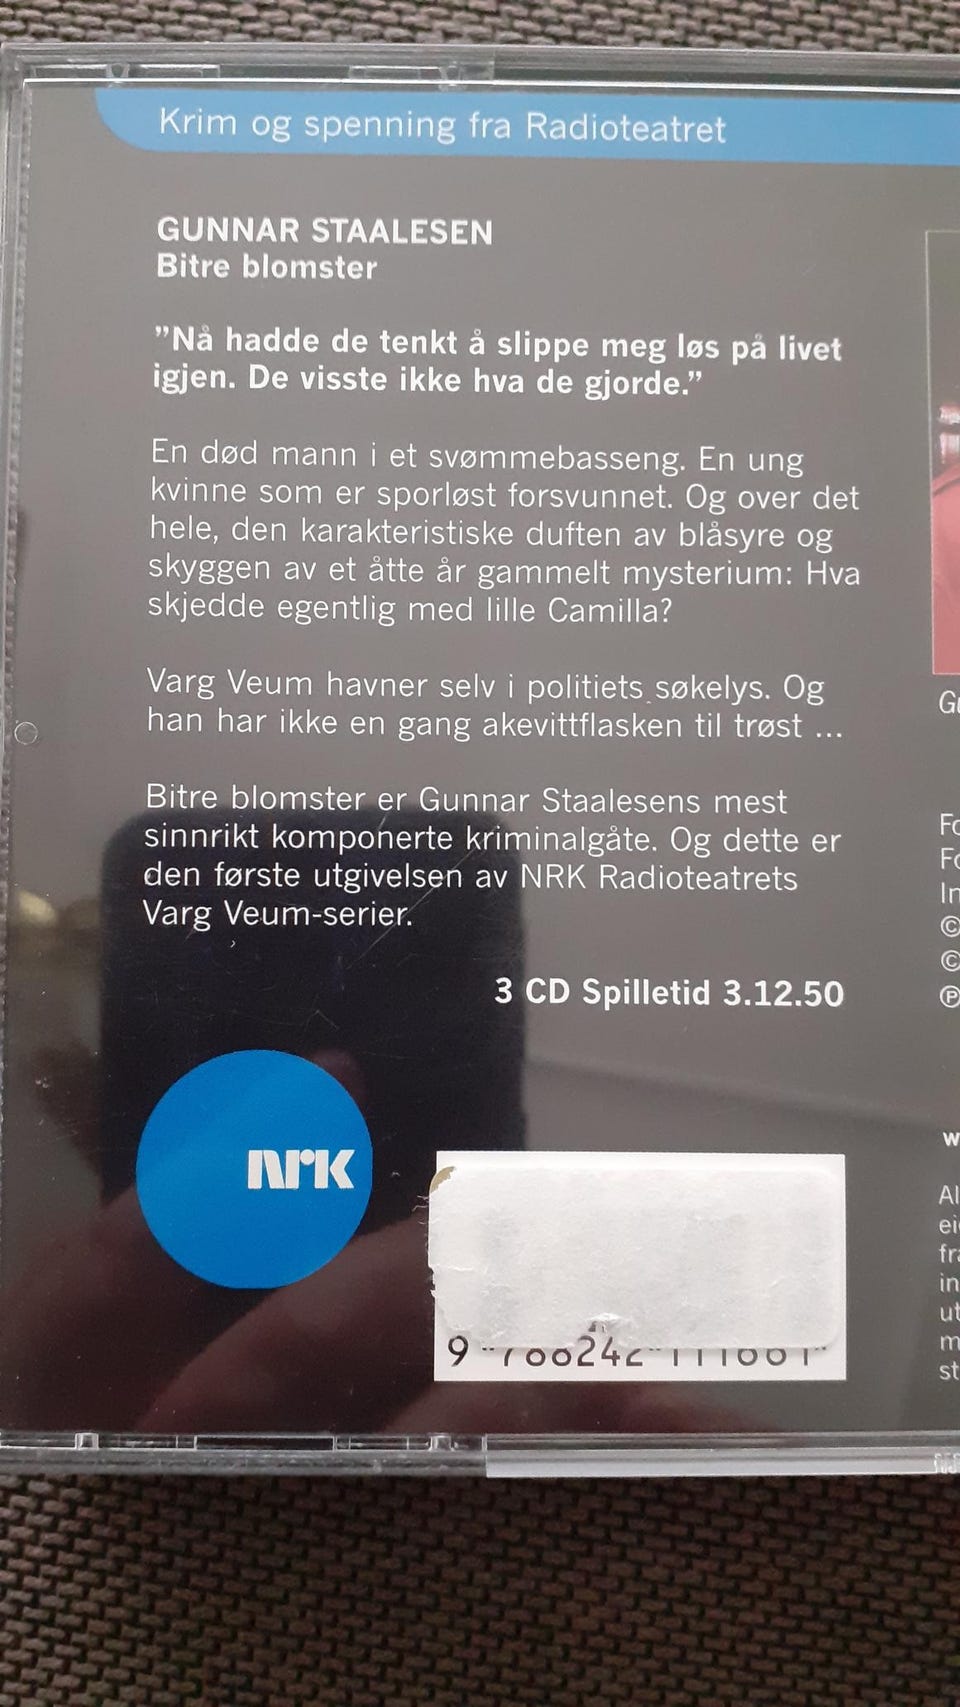 Krim og spenning fra Radioteatret
GUNNAR STAALESEN
Bitre blomster
”Nå hadde de tenkt å slippe meg løs på livet
igjen. De visste ikke hva de gjorde.”
En død mann i et svømmebasseng. En ung
kvinne som er sporløst forsvunnet. Og over det
hele, den karakteristiske duften av blåsyre og
skyggen av et åtte år gammelt mysterium: Hva
skjedde egentlig med lille Camilla?
Varg Veum havner selv i politiets søkelys. Og
han har ikke en gang akevittflasken til trøst ...
Bitre blomster er Gunnar Staalesens mest
sinnrikt komponerte kriminalgåte. Og dette er
den første utgivelsen av NRK Radioteatrets
Varg Veum-serier.
3 CD Spilletid 3.12.50
nrk